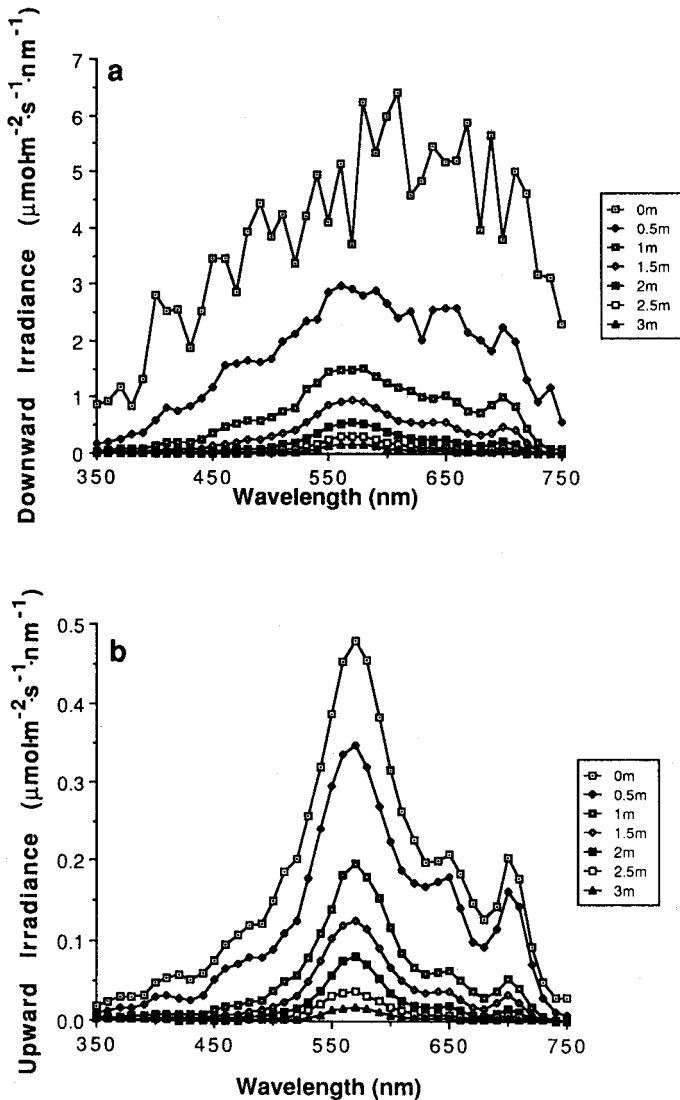 a
Downward Irradiance (μmol·m⁻²·s⁻¹·nm⁻¹)
7
6
5
4
3
2
1
0
350
450
550
650
750
Wavelength (nm)
0m
0.5m
1m
1.5m
2m
2.5m
3m
b
Upward Irradiance (μmol·m⁻²·s⁻¹·nm⁻¹)
0.5
0.4
0.3
0.2
0.1
0.0
350
450
550
650
750
Wavelength (nm)
0m
0.5m
1m
1.5m
2m
2.5m
3m